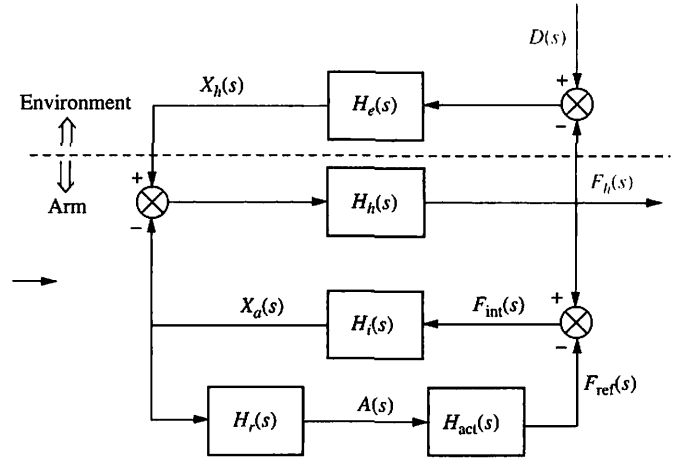 D(s)
+
−
X_h(s)
H_e(s)
Environment
Arm
+
−
H_h(s)
F_h(s)
X_a(s)
H_i(s)
F_int(s)
+
−
F_ref(s)
H_r(s)
A(s)
H_act(s)